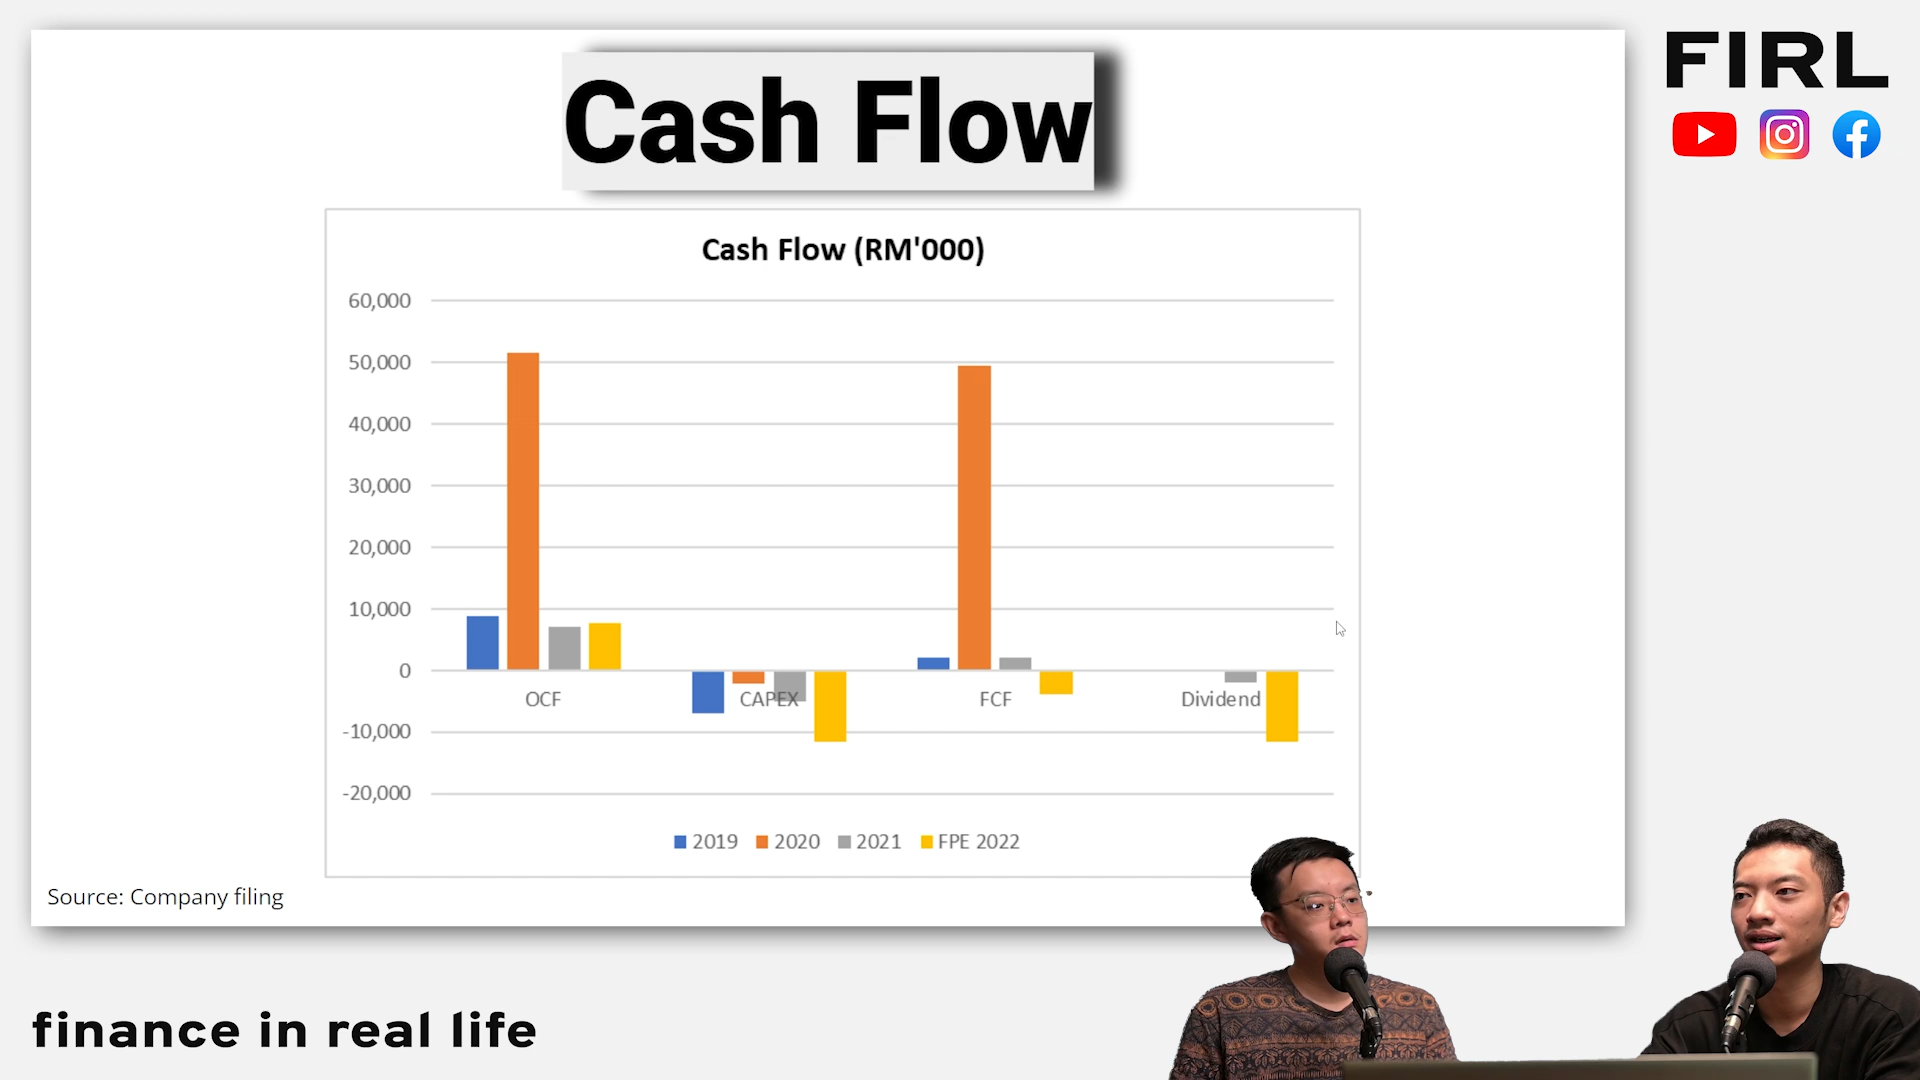 FIRL
Cash Flow
Cash Flow (RM'000)
60,000
50,000
40,000
30,000
20,000
10,000
0
-10,000
-20,000
OCF
CAPEX
FCF
Dividend
2019
2020
2021
FPE 2022
Source: Company filing
finance in real life